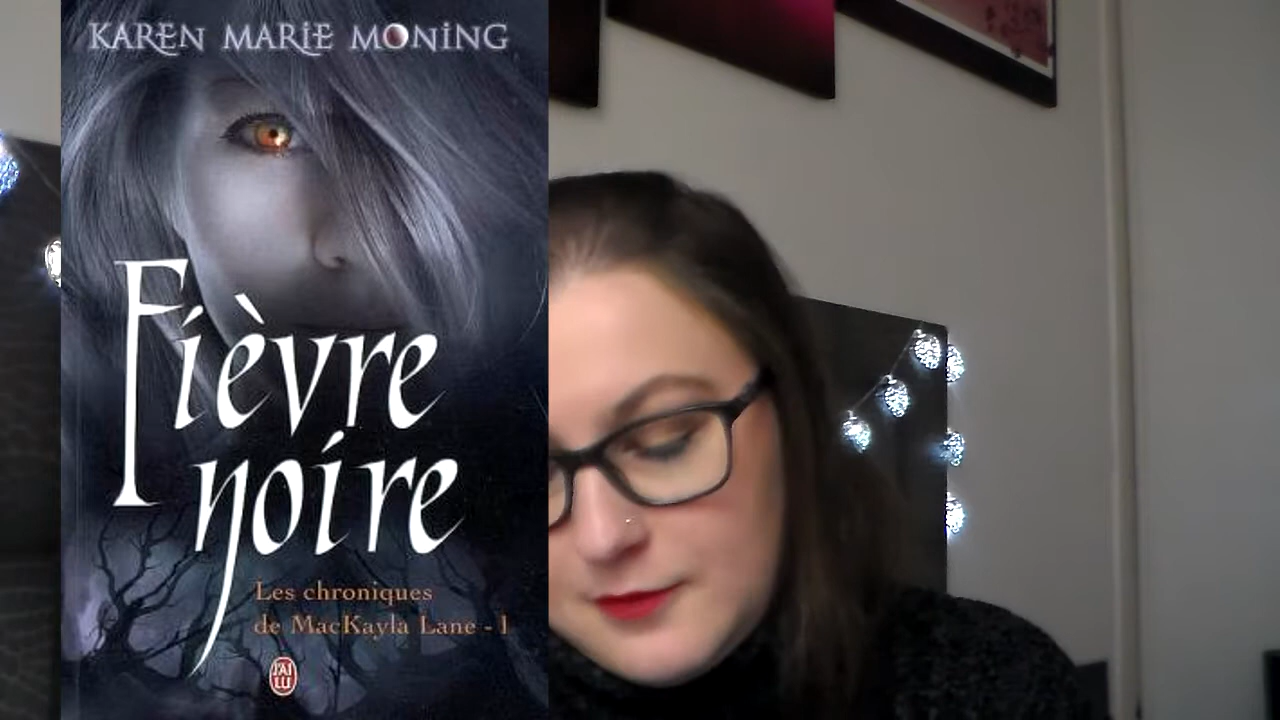 KAREN MARIE MONING
Fièvre
noire
Les chroniques
de MacKayla Lane - 1
J'AI
LU